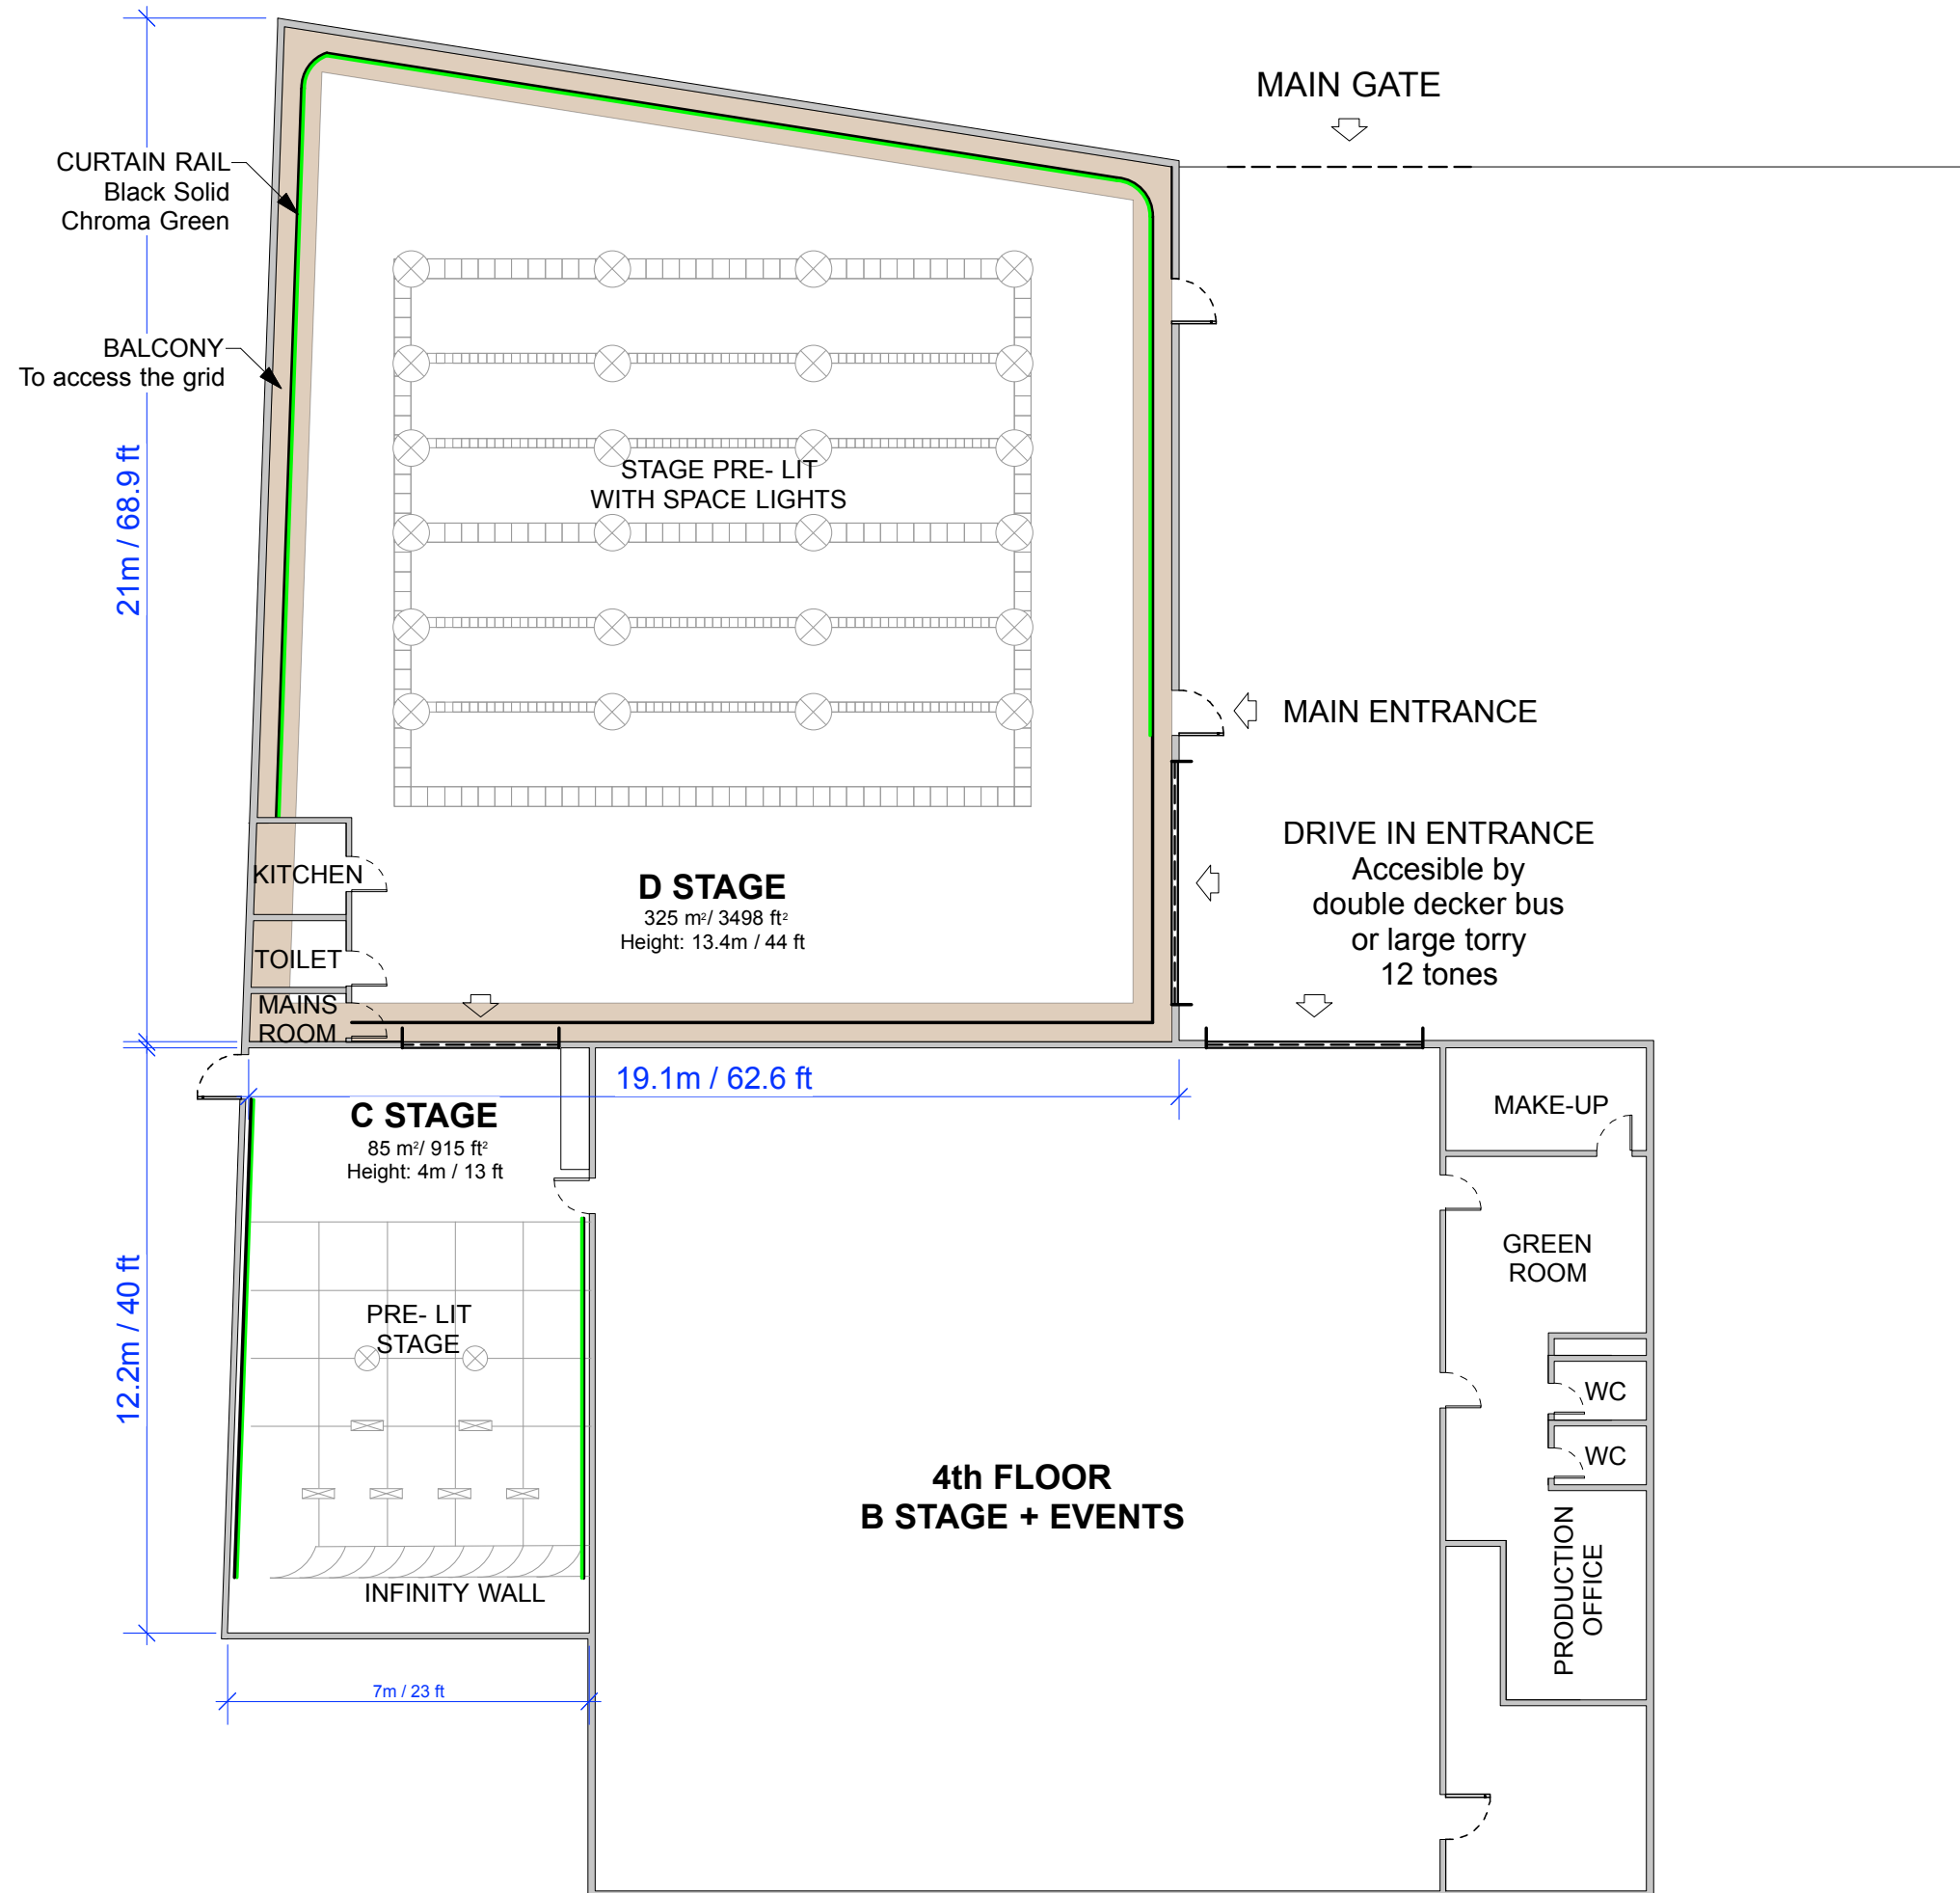 MAIN GATE
CURTAIN RAIL
Black Solid
Chroma Green
BALCONY
To access the grid
21m / 68.9 ft
STAGE PRE- LIT
WITH SPACE LIGHTS
MAIN ENTRANCE
DRIVE IN ENTRANCE
Accesible by
double decker bus
or large torry
12 tones
KITCHEN
TOILET
MAINS
ROOM
D STAGE
325 m²/ 3498 ft²
Height: 13.4m / 44 ft
19.1m / 62.6 ft
C STAGE
85 m²/ 915 ft²
Height: 4m / 13 ft
MAKE-UP
GREEN
ROOM
12.2m / 40 ft
PRE- LIT
STAGE
WC
WC
4th FLOOR
B STAGE + EVENTS
PRODUCTION
OFFICE
INFINITY WALL
7m / 23 ft